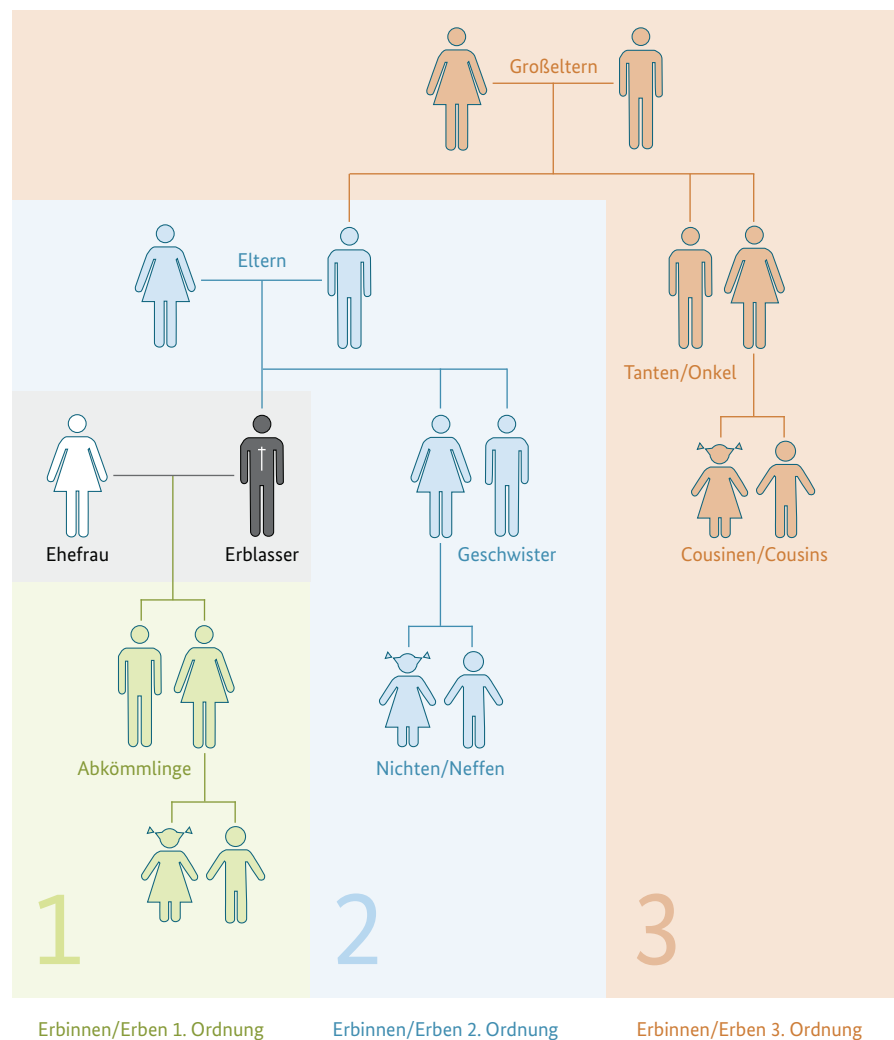 Großeltern
Eltern
Tanten/Onkel
Ehefrau
Erblasser
Geschwister
Cousinen/Cousins
Abkömmlinge
Nichten/Neffen
1
2
3
Erbinnen/Erben 1. Ordnung
Erbinnen/Erben 2. Ordnung
Erbinnen/Erben 3. Ordnung